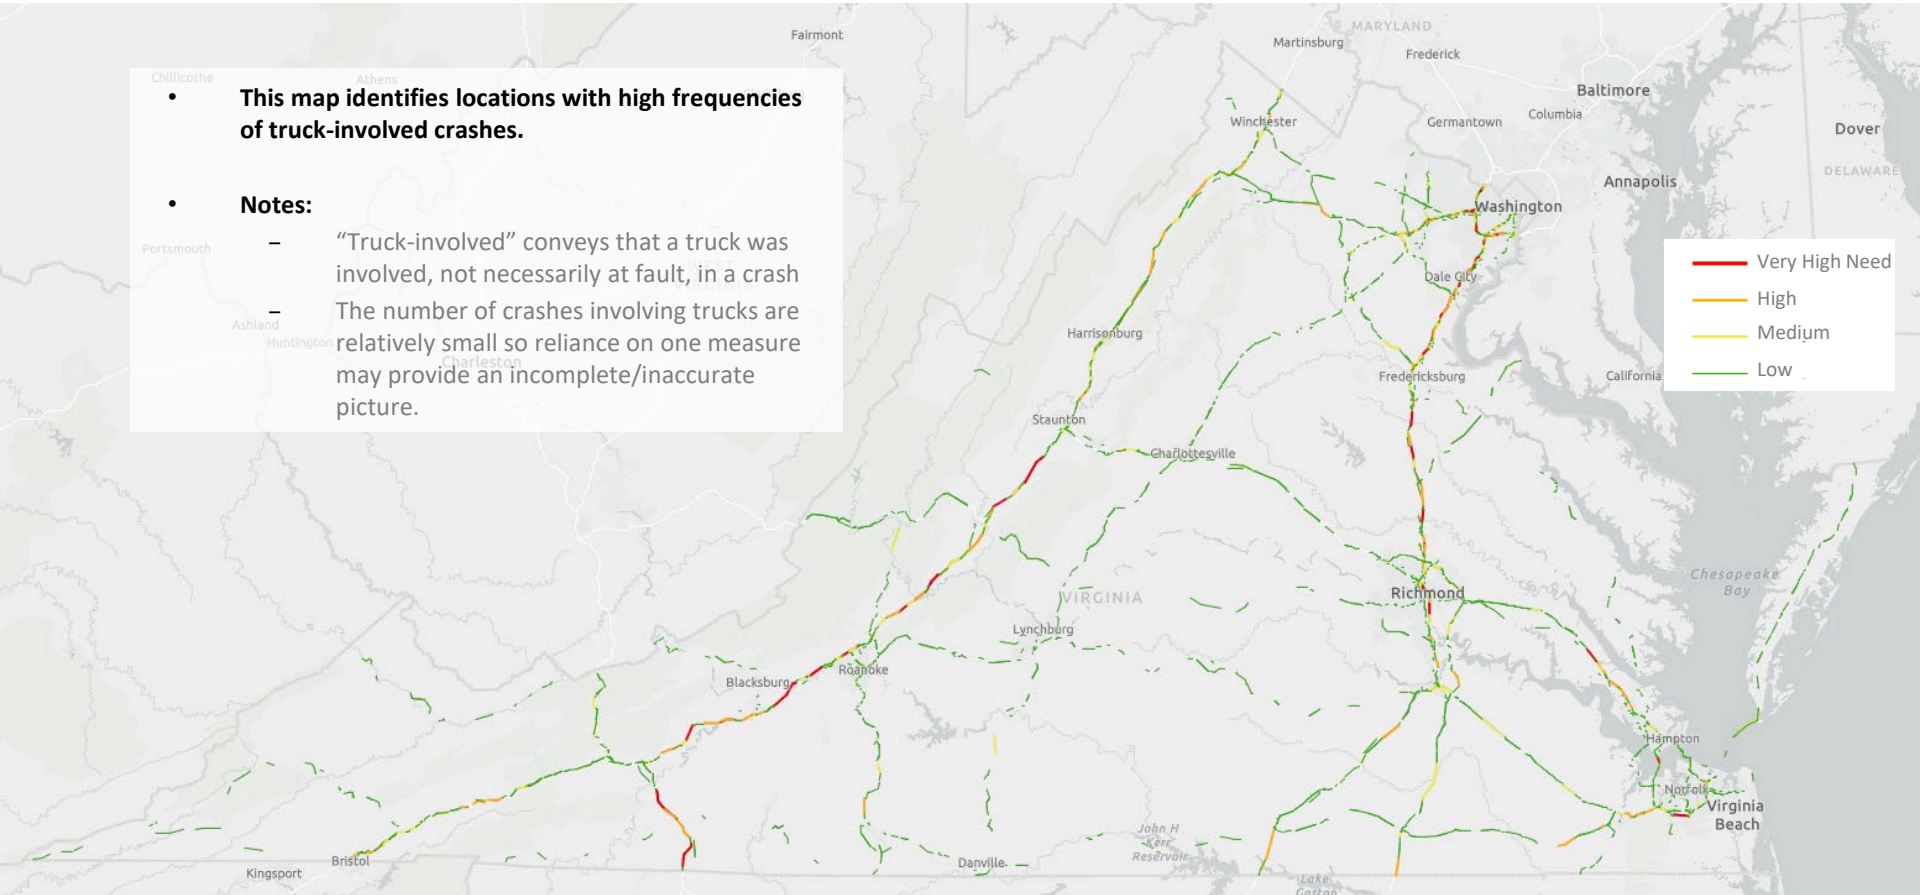 Fairmont
Martinsburg
MARYLAND
Frederick
Chillicothe
Athens
Baltimore
• This map identifies locations with high frequencies
of truck-involved crashes.
Columbia
Winchester
Germantown
Dover
DELAWARE
Annapolis
• Notes:
Washington
Portsmouth
– “Truck-involved” conveys that a truck was
involved, not necessarily at fault, in a crash
WEST
VIRGINIA
Dale City
Very High Need
High
Medium
Low
– The number of crashes involving trucks are
relatively small so reliance on one measure
may provide an incomplete/inaccurate
picture.
Ashland
Huntington
Charleston
Harrisonburg
Fredericksburg
California
Staunton
Charlottesville
Chesapeake
Bay
Richmond
VIRGINIA
Lynchburg
Roanoke
Blacksburg
Hampton
Norfolk
Virginia
Beach
John H
Kerr
Reservoir
Danville
Bristol
Kingsport
Lake
Gaston